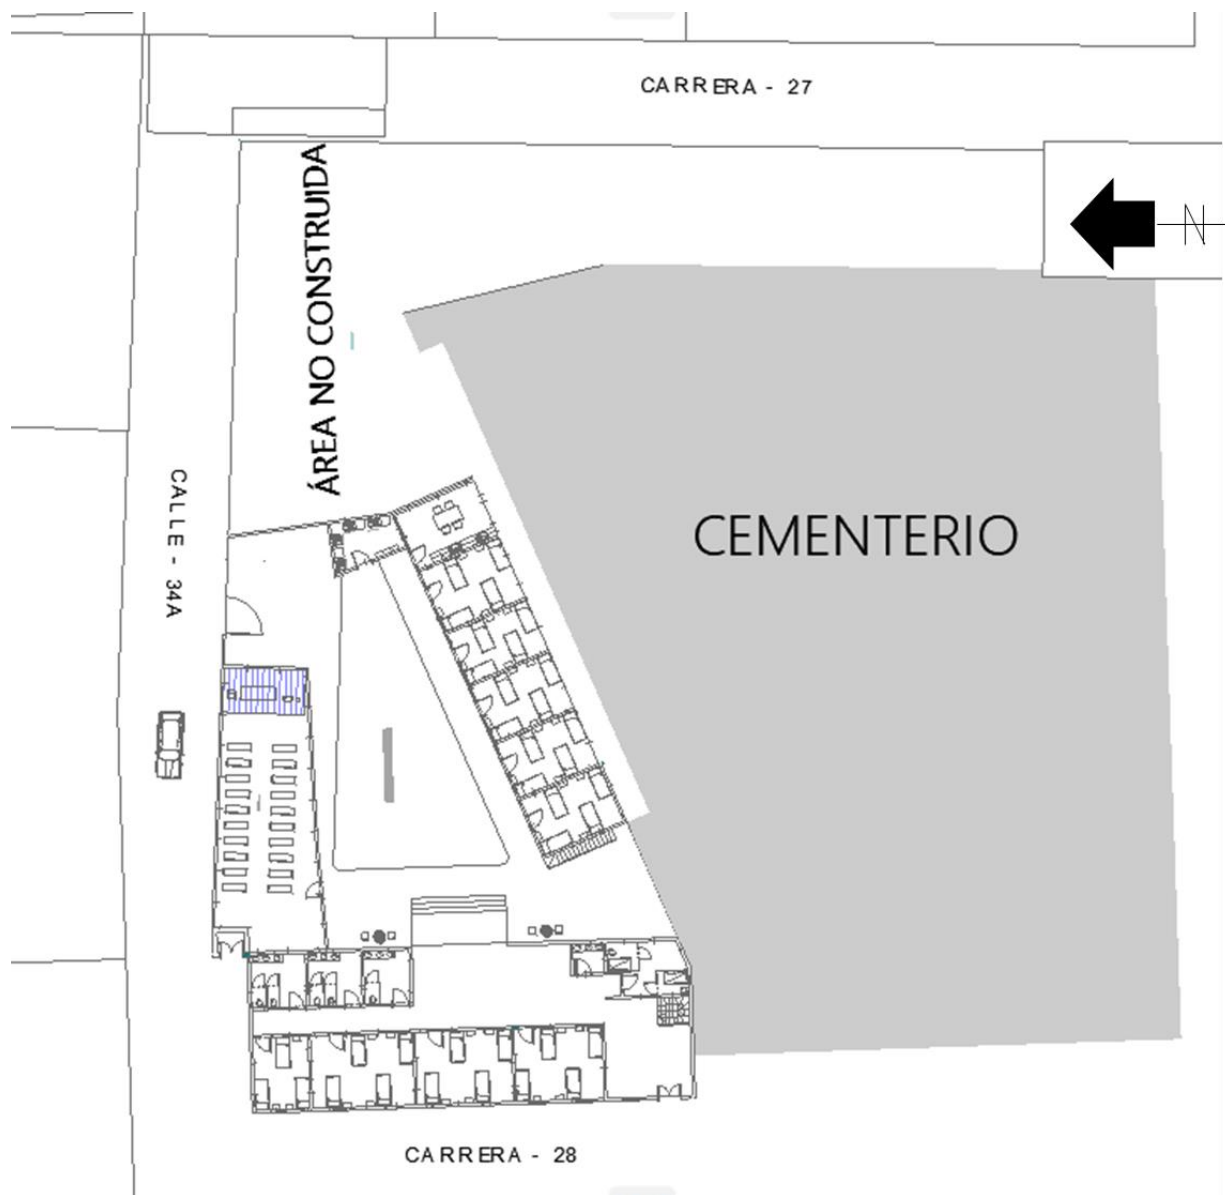 CARRERA - 27
ÁREA NO CONSTRUIDA
N
CALLE - 34A
CEMENTERIO
CARRERA - 28